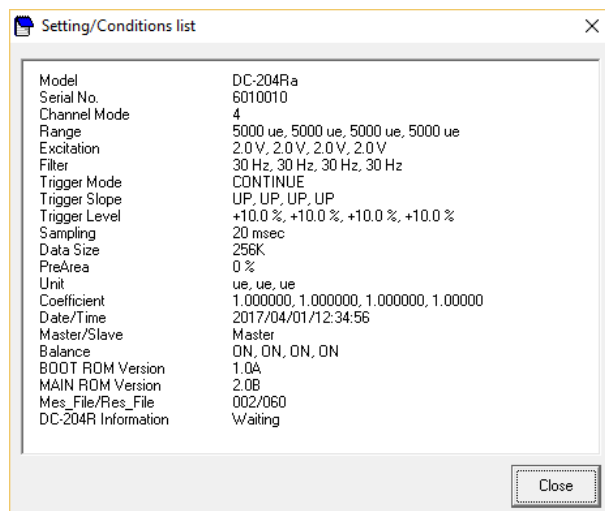 Setting/Conditions list
Model DC-204Ra
Serial No. 6010010
Channel Mode 4
Range 5000 ue, 5000 ue, 5000 ue, 5000 ue
Excitation 2.0 V, 2.0 V, 2.0 V, 2.0 V
Filter 30 Hz, 30 Hz, 30 Hz, 30 Hz
Trigger Mode CONTINUE
Trigger Slope UP, UP, UP, UP
Trigger Level +10.0 %, +10.0 %, +10.0 %, +10.0 %
Sampling 20 msec
Data Size 256K
PreArea 0 %
Unit ue, ue, ue
Coefficient 1.000000, 1.000000, 1.000000, 1.00000
Date/Time 2017/04/01/12:34:56
Master/Slave Master
Balance ON, ON, ON, ON
BOOT ROM Version 1.0A
MAIN ROM Version 2.0B
Mes_File/Res_File 002/060
DC-204R Information Waiting
Close